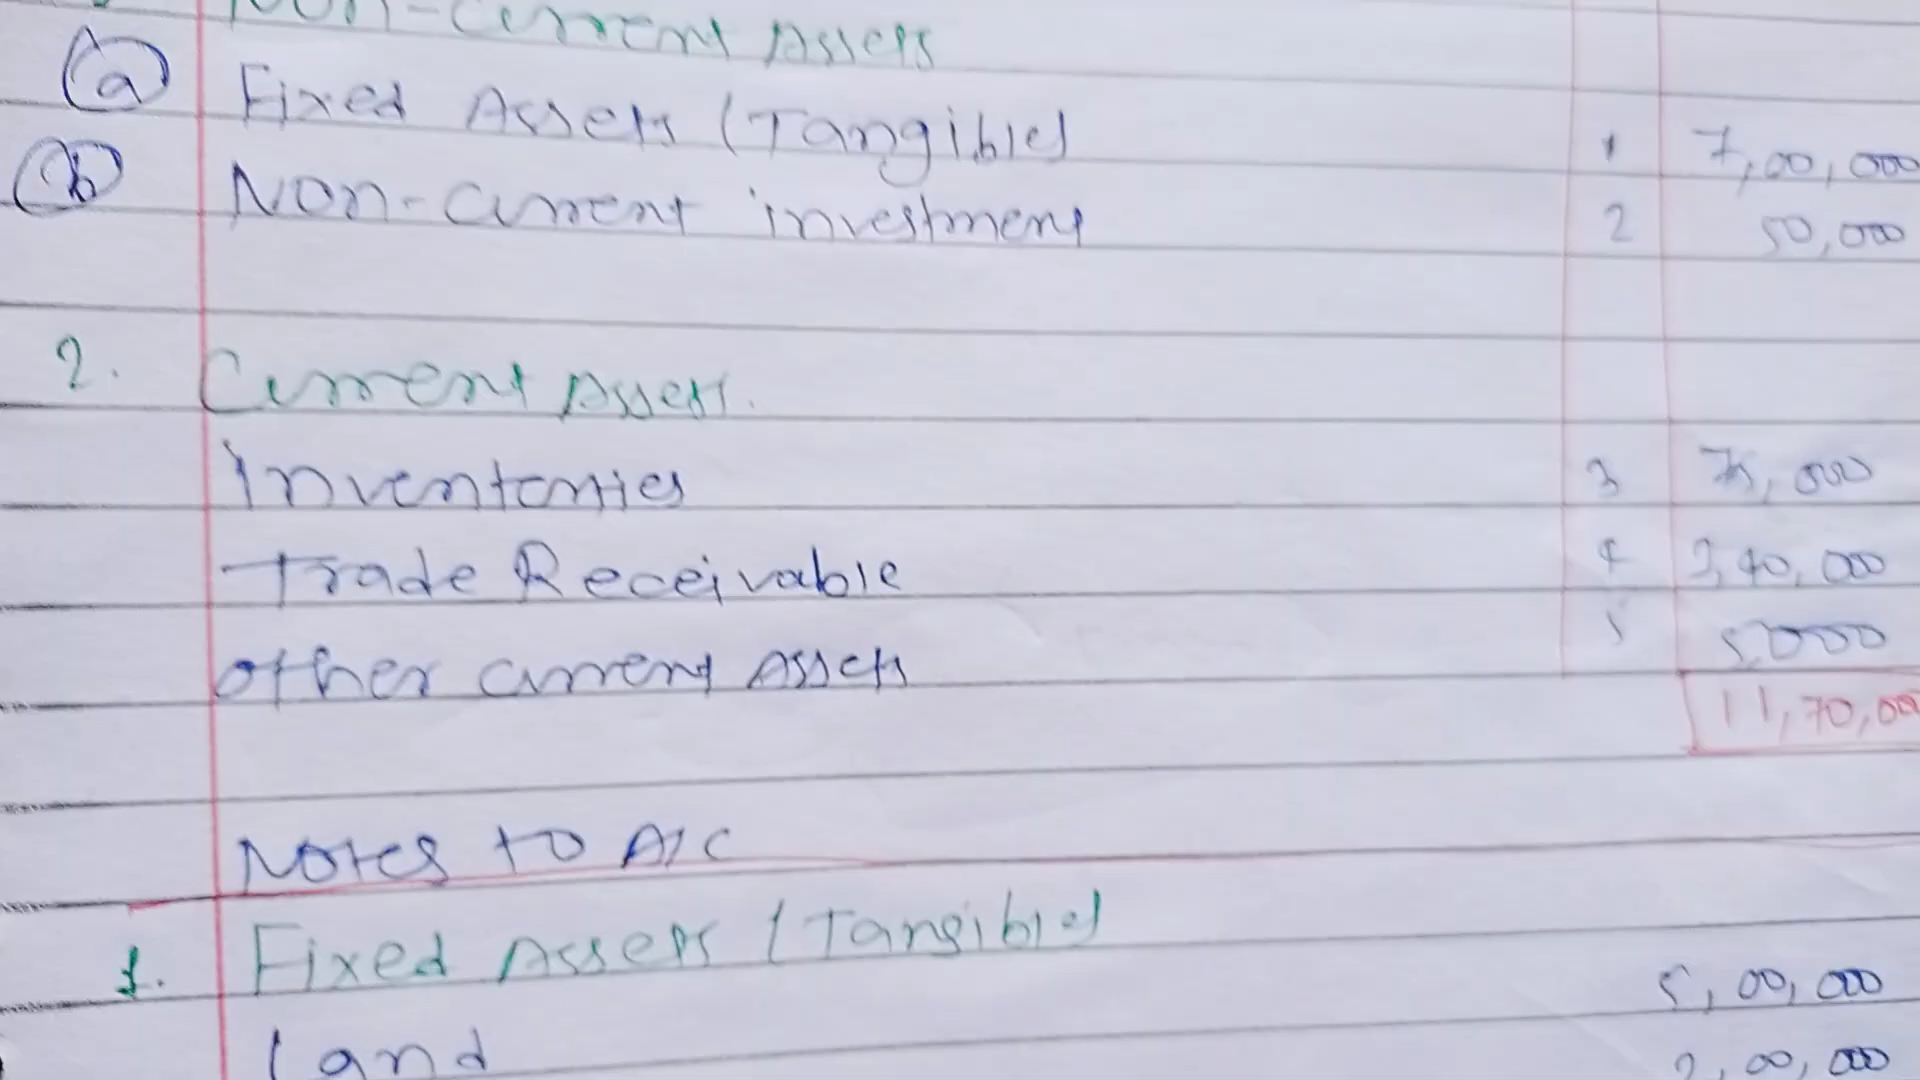 Non-Current Assets
(a) Fixed Assets (Tangible) 1 7,00,000
(b) Non-Current investment 2 50,000
2. Current Assets.
Inventories 3 75,000
Trade Receivable 4 3,40,000
other current Assets 5 5,000
11,70,00
Notes to A/C
1. Fixed Assets (Tangible)
5,00,000
Land
2,00,000